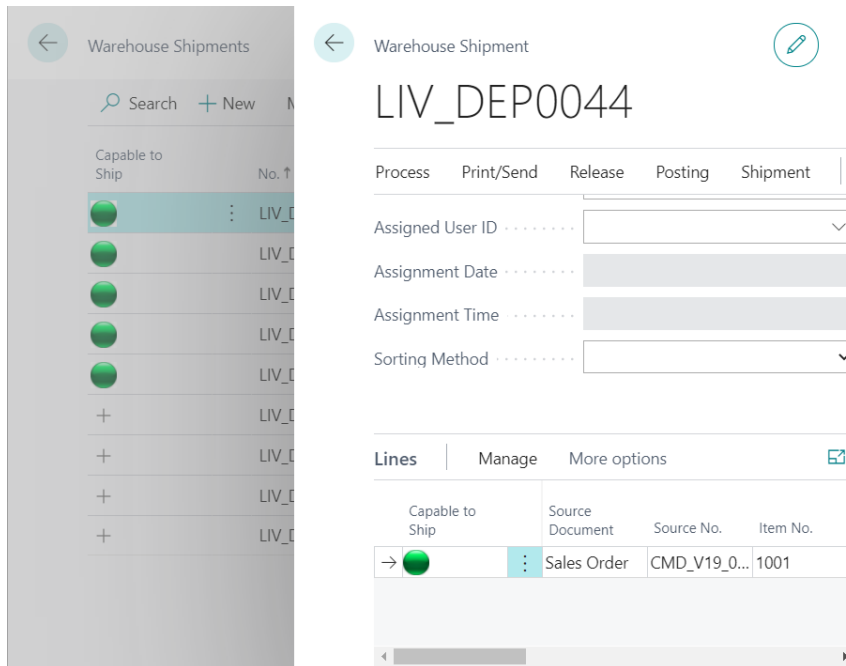 Warehouse Shipments
Search
New
Capable to
Ship
No. ↑
Warehouse Shipment
LIV_DEP0044
Process Print/Send Release Posting Shipment
Assigned User ID
Assignment Date
Assignment Time
Sorting Method
Lines Manage More options
Capable to
Ship
Source
Document
Source No.
Item No.
Sales Order CMD_V19_0... 1001